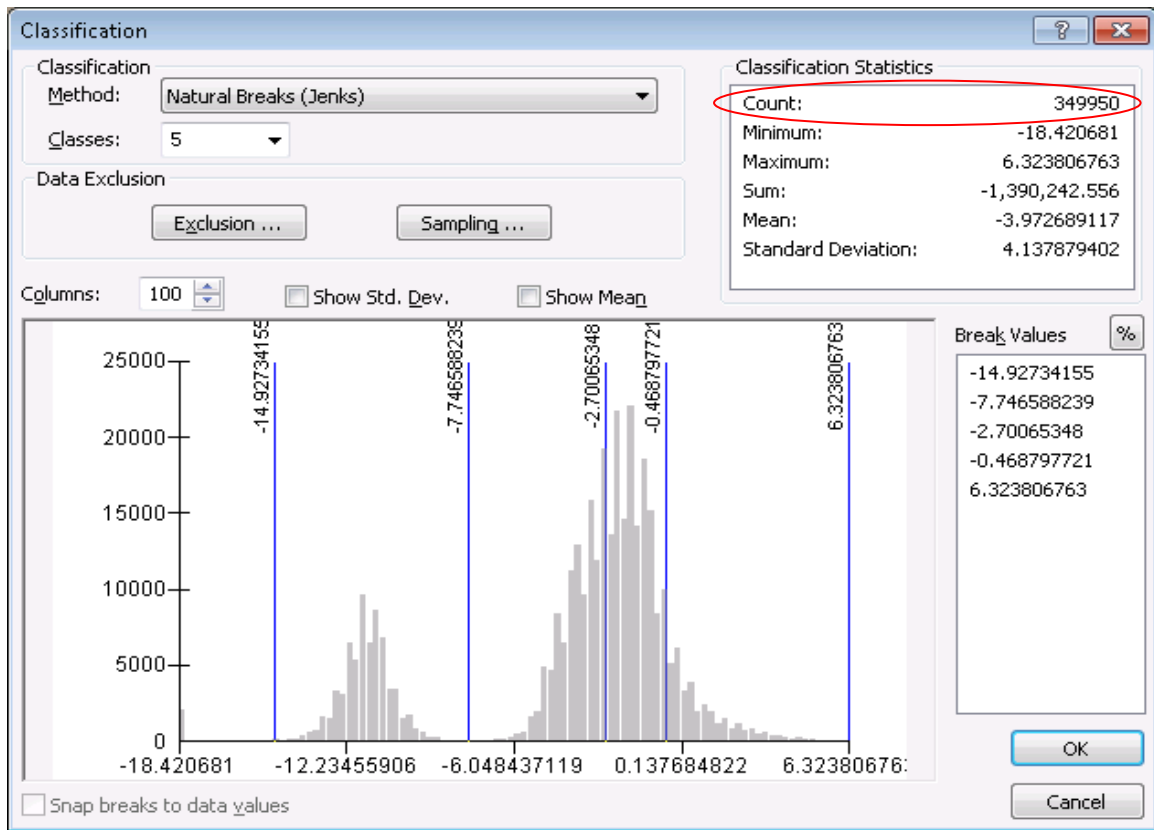 Classification
Classification
Method: Natural Breaks (Jenks)
Classes: 5
Data Exclusion
Exclusion ...
Sampling ...
Classification Statistics
Count: 349950
Minimum: -18.420681
Maximum: 6.323806763
Sum: -1,390,242.556
Mean: -3.972689117
Standard Deviation: 4.137879402
Columns: 100
Show Std. Dev.
Show Mean
-14.92734155
-7.746588239
-2.70065348
-0.468797721
6.323806763
25000
20000
15000
10000
5000
0
-18.420681 -12.23455906 -6.048437119 0.137684822 6.32380676
Break Values %
-14.92734155
-7.746588239
-2.70065348
-0.468797721
6.323806763
OK
Cancel
Snap breaks to data values